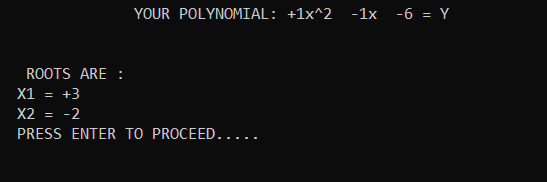 YOUR POLYNOMIAL: +1x^2  -1x  -6 = Y
ROOTS ARE :
X1 = +3
X2 = -2
PRESS ENTER TO PROCEED.....